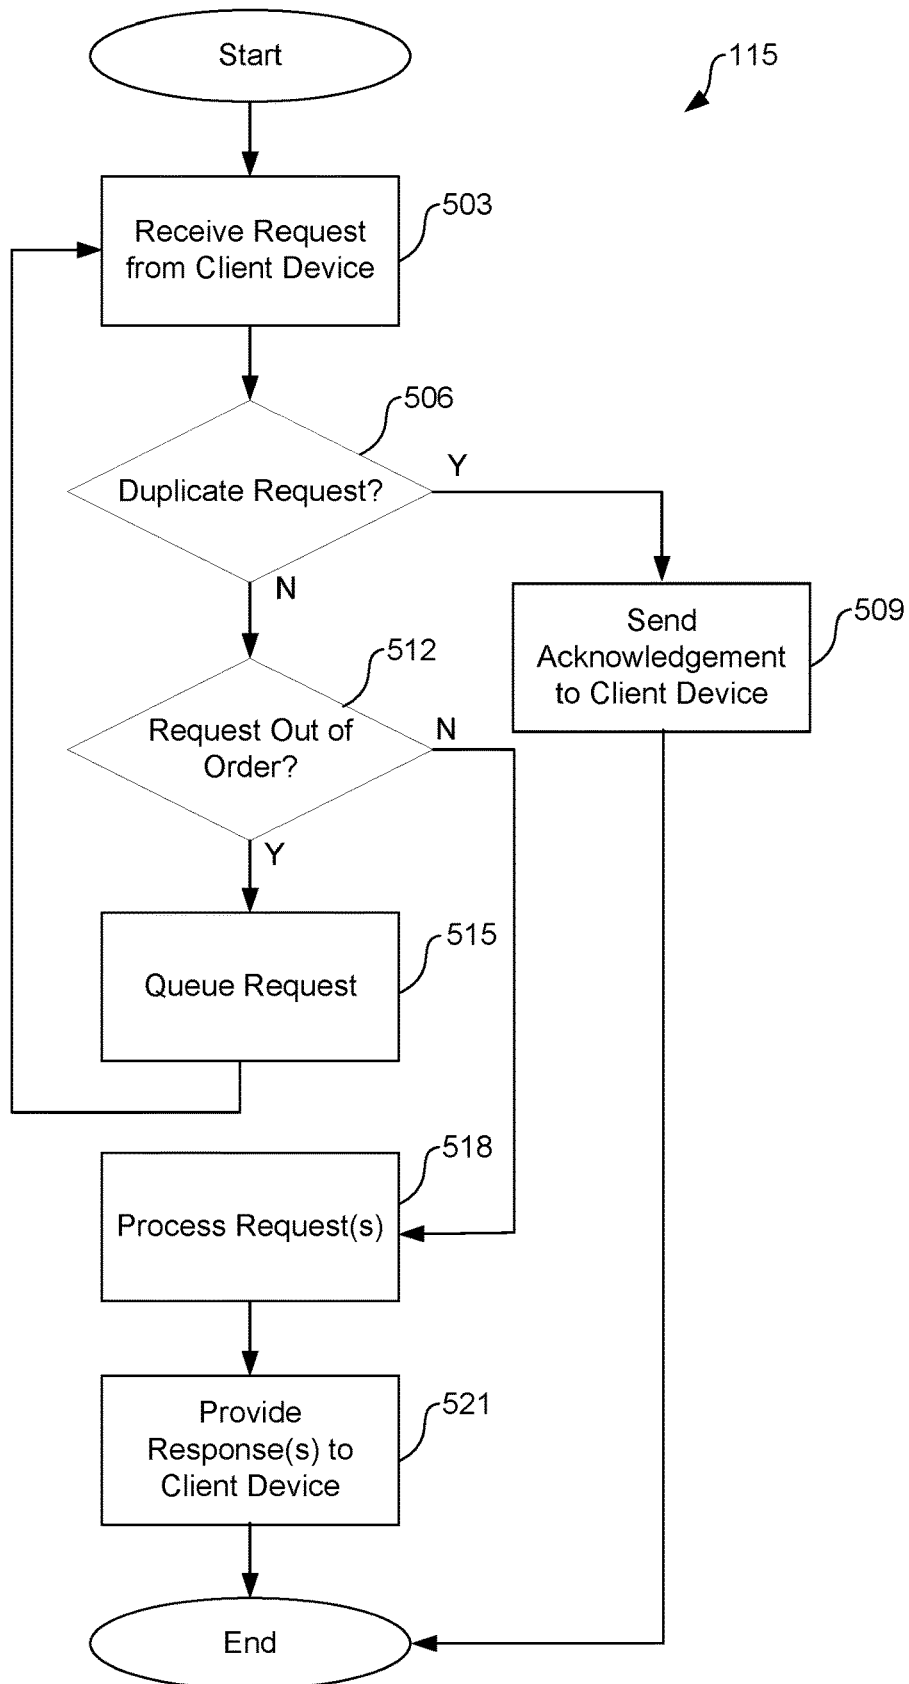 Start
115
Receive Request
from Client Device
503
506
Duplicate Request?
Y
N
Send
Acknowledgement
to Client Device
509
512
Request Out of
Order?
N
Y
Queue Request
515
518
Process Request(s)
Provide
Response(s) to
Client Device
521
End